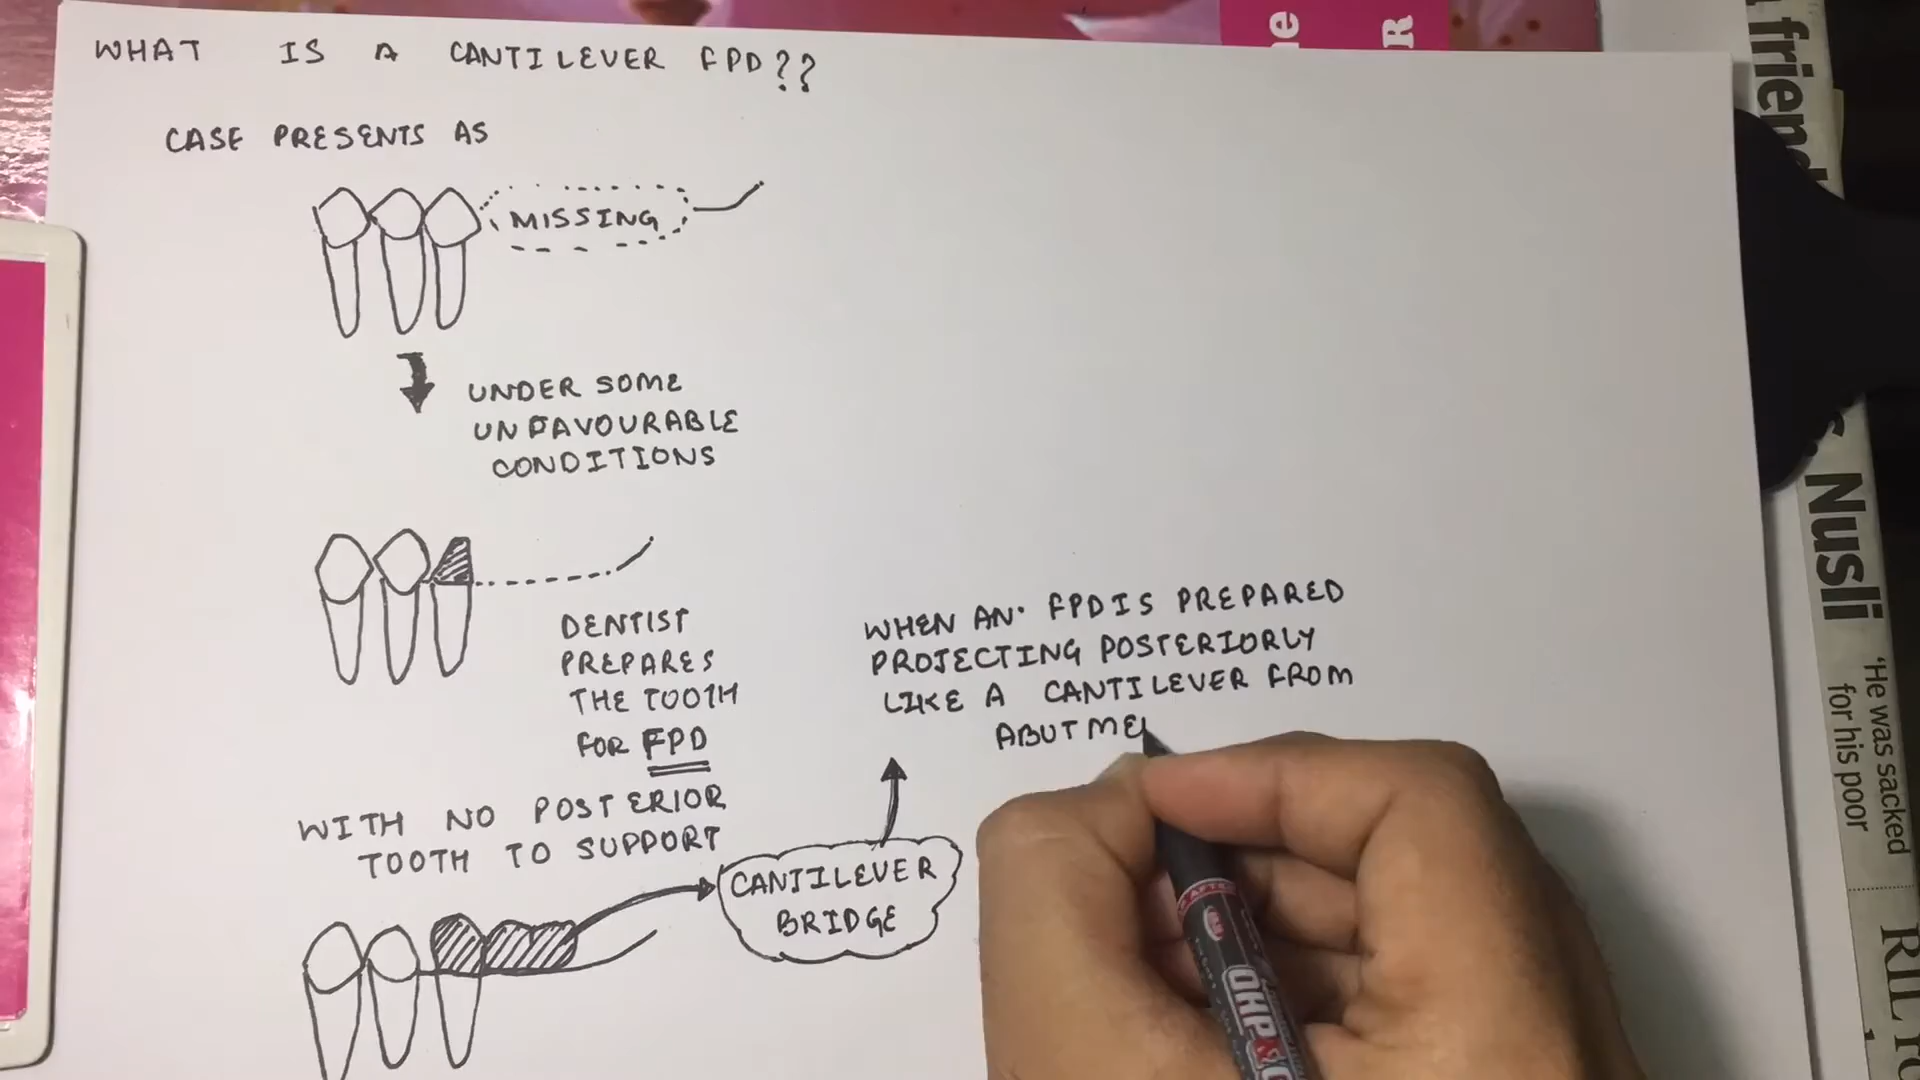 WHAT IS A CANTILEVER FPD??
CASE PRESENTS AS
MISSING
UNDER SOME
UNFAVOURABLE
CONDITIONS
DENTIST
PREPARES
THE TOOTH
FOR FPD
WITH NO POSTERIOR
TOOTH TO SUPPORT
CANTILEVER
BRIDGE
WHEN AN FPD IS PREPARED
PROJECTING POSTERIORLY
LIKE A CANTILEVER FROM
ABUTME
OHP
he
R
friend
Nusli
'He was sacked
for his poor